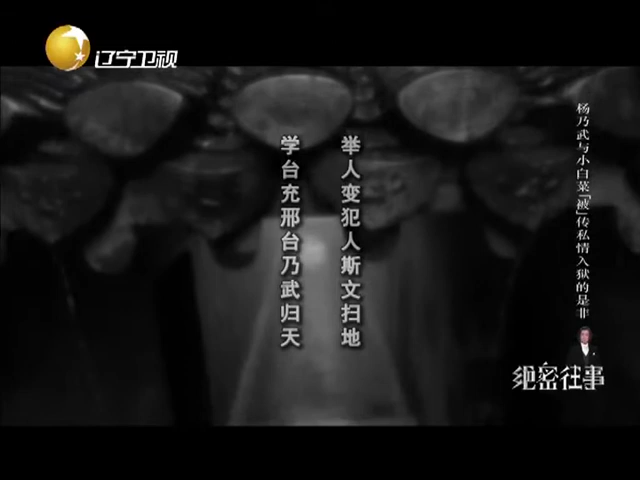 辽宁卫视
举人变犯人斯文扫地
学台充邢台乃武归天
杨乃武与小白菜「被」传私情入狱的是非
绝密往事